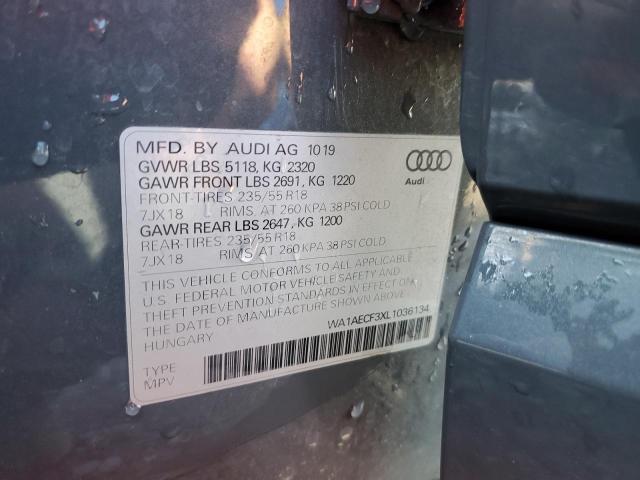 MFD. BY AUDI AG 10 19
GVWR LBS 5118, KG 2320
GAWR FRONT LBS 2691, KG 1220
FRONT-TIRES 235/55 R18
7JX18 RIMS, AT 260 KPA 38 PSI COLD
GAWR REAR LBS 2647, KG 1200
REAR-TIRES 235/55 R18
7JX18 RIMS, AT 260 KPA 38 PSI COLD
THIS VEHICLE CONFORMS TO ALL APPLICABLE
U.S. FEDERAL MOTOR VEHICLE SAFETY AND
THEFT PREVENTION STANDARDS IN EFFECT ON
THE DATE OF MANUFACTURE SHOWN ABOVE.
HUNGARY
WA1AECF3XL1036134
TYPE
MPV
Audi